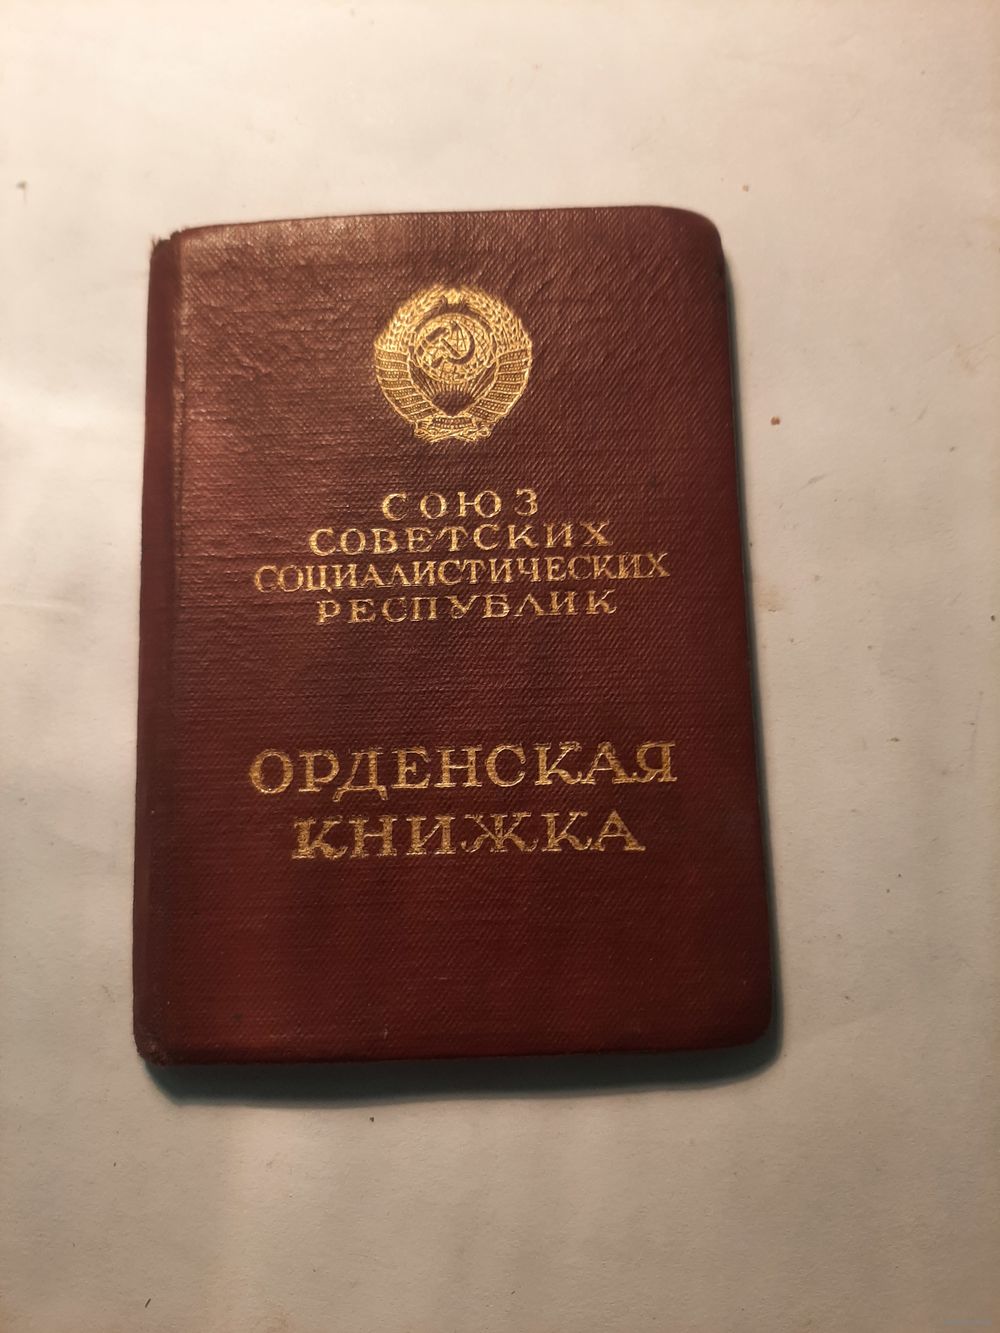 СОЮЗ
СОВЕТСКИХ
СОЦИАЛИСТИЧЕСКИХ
РЕСПУБЛИК
ОРДЕНСКАЯ
КНИЖКА